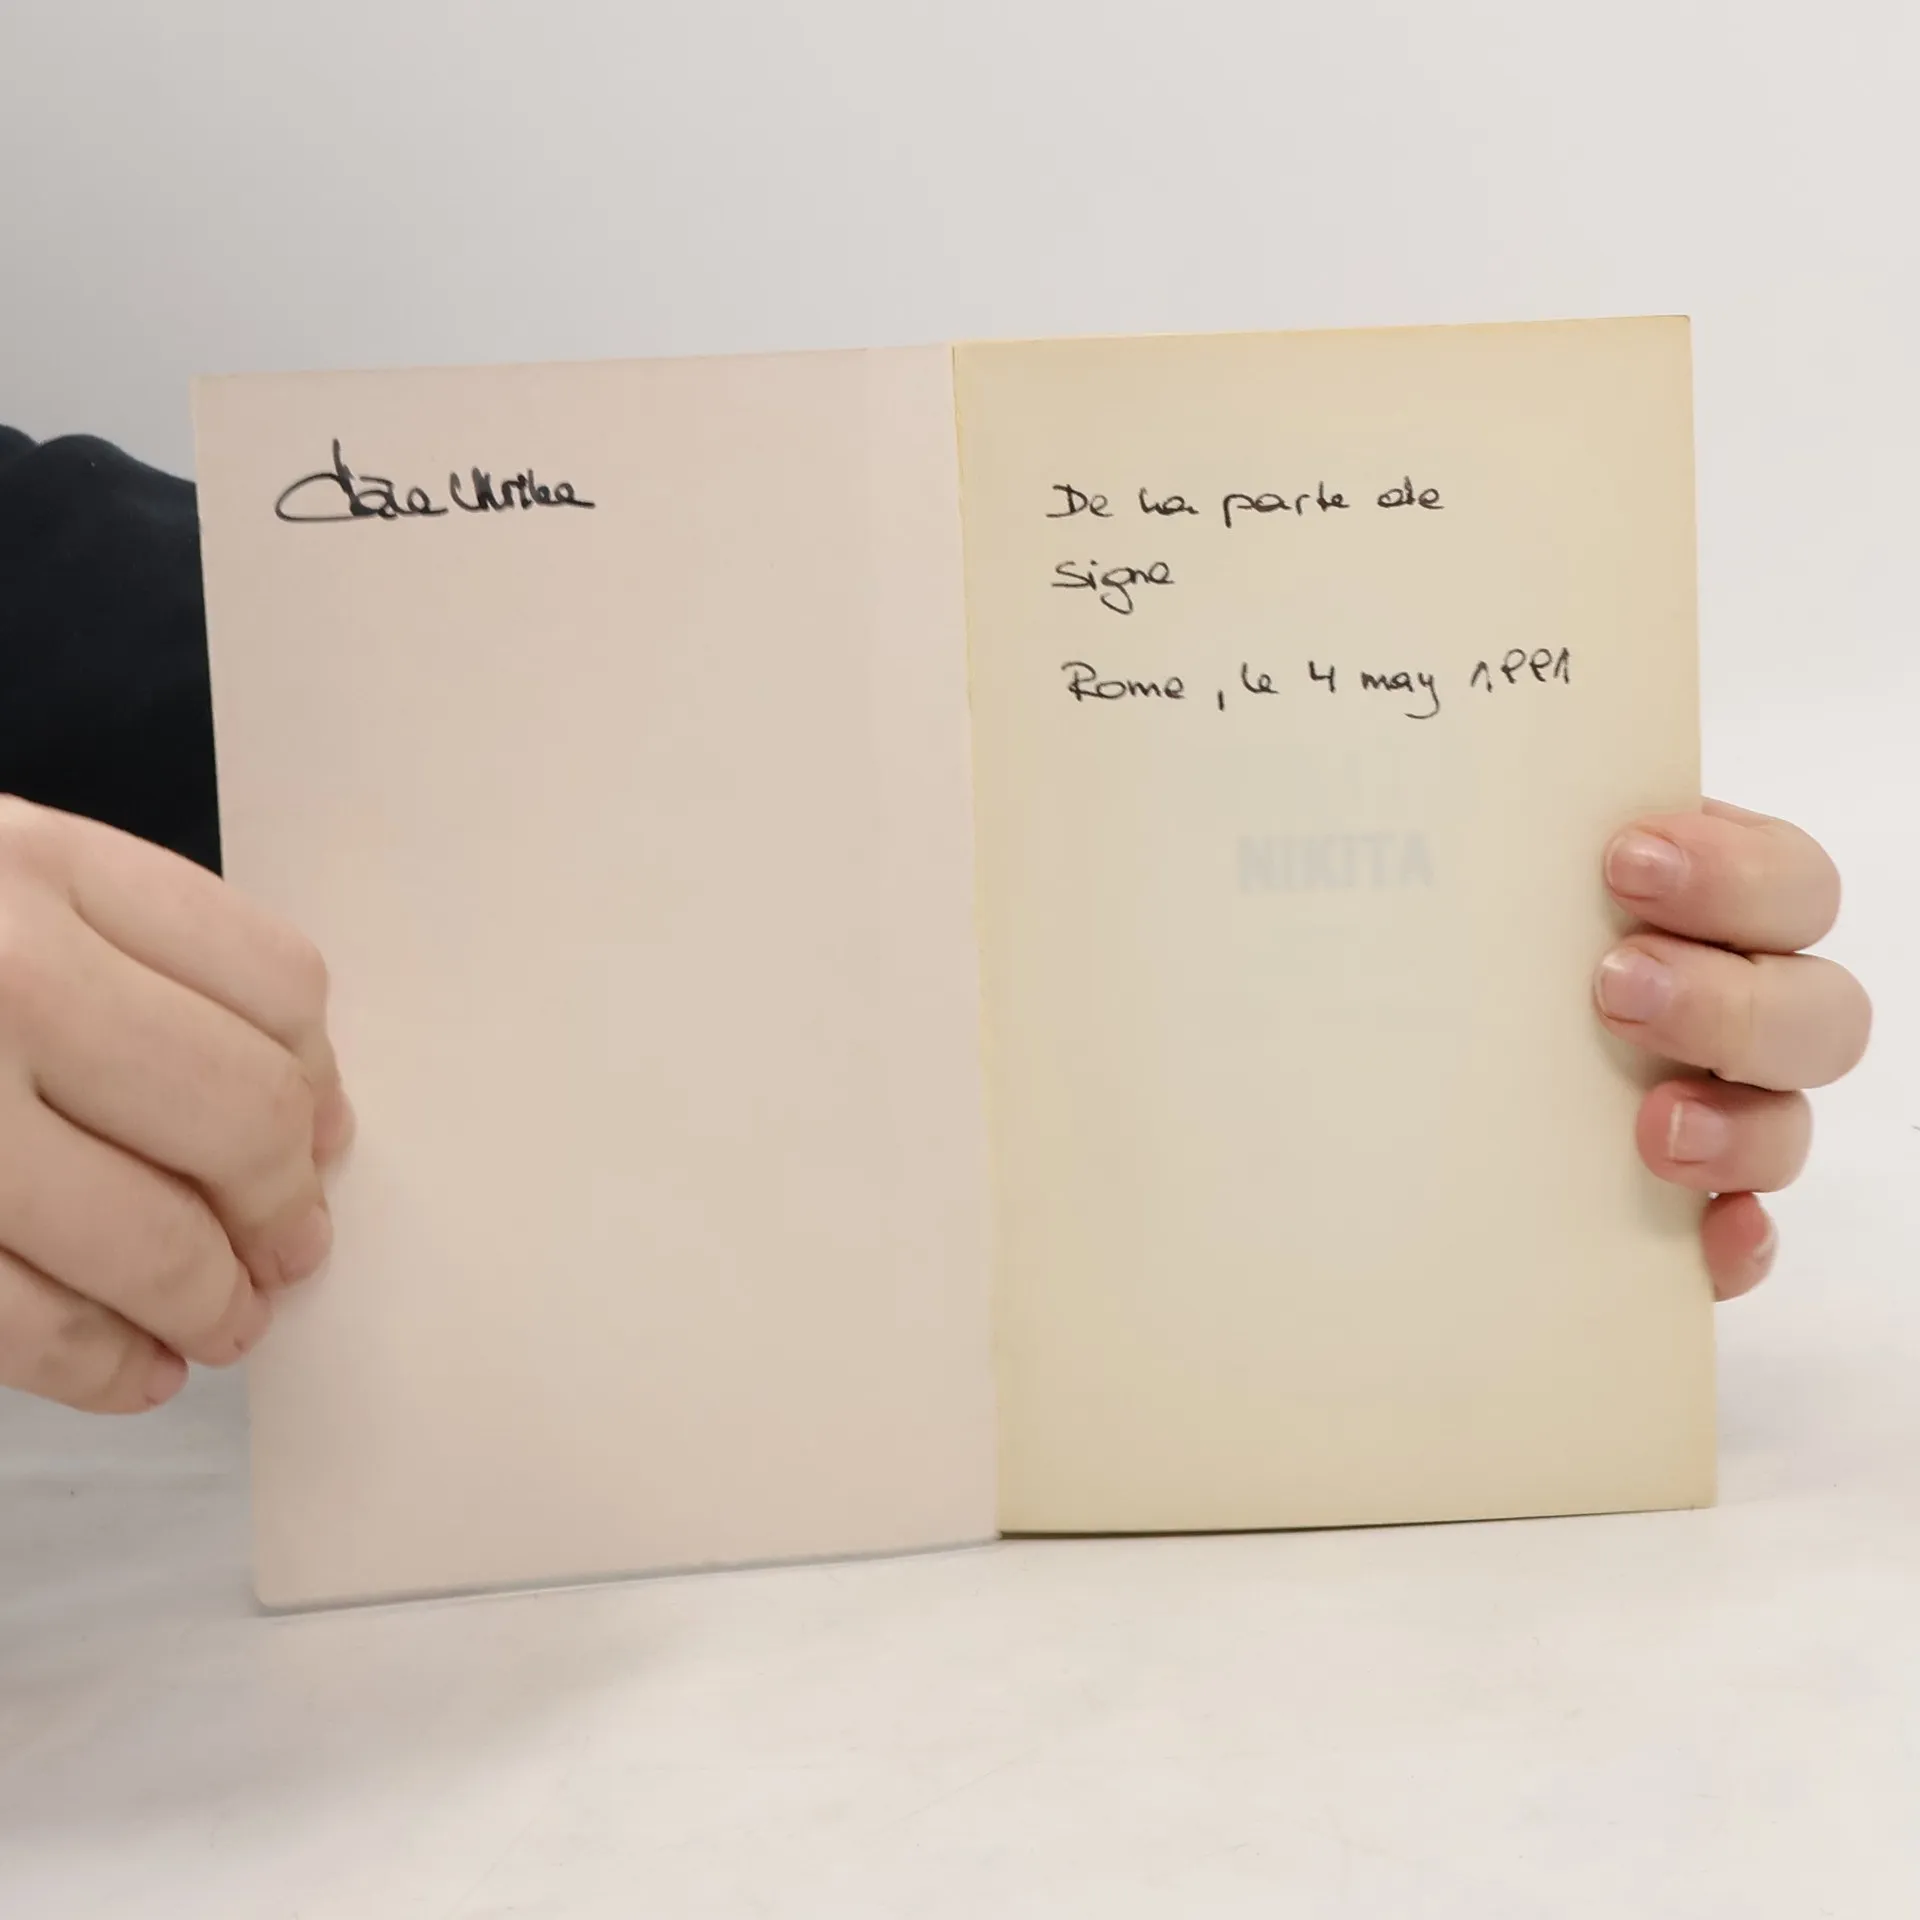 De la parte de
Signe
Rome, le 4 may 1991
NIKITA